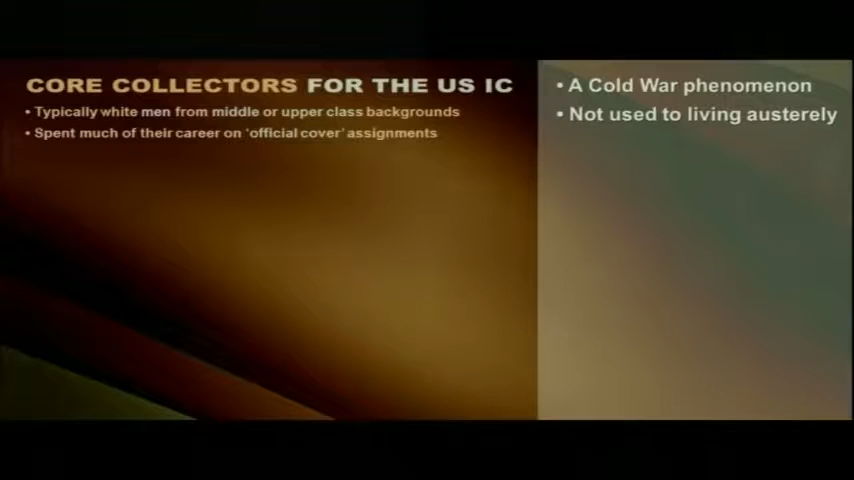 CORE COLLECTORS FOR THE US IC
• Typically white men from middle or upper class backgrounds
• Spent much of their career on 'official cover' assignments
• A Cold War phenomenon
• Not used to living austerely